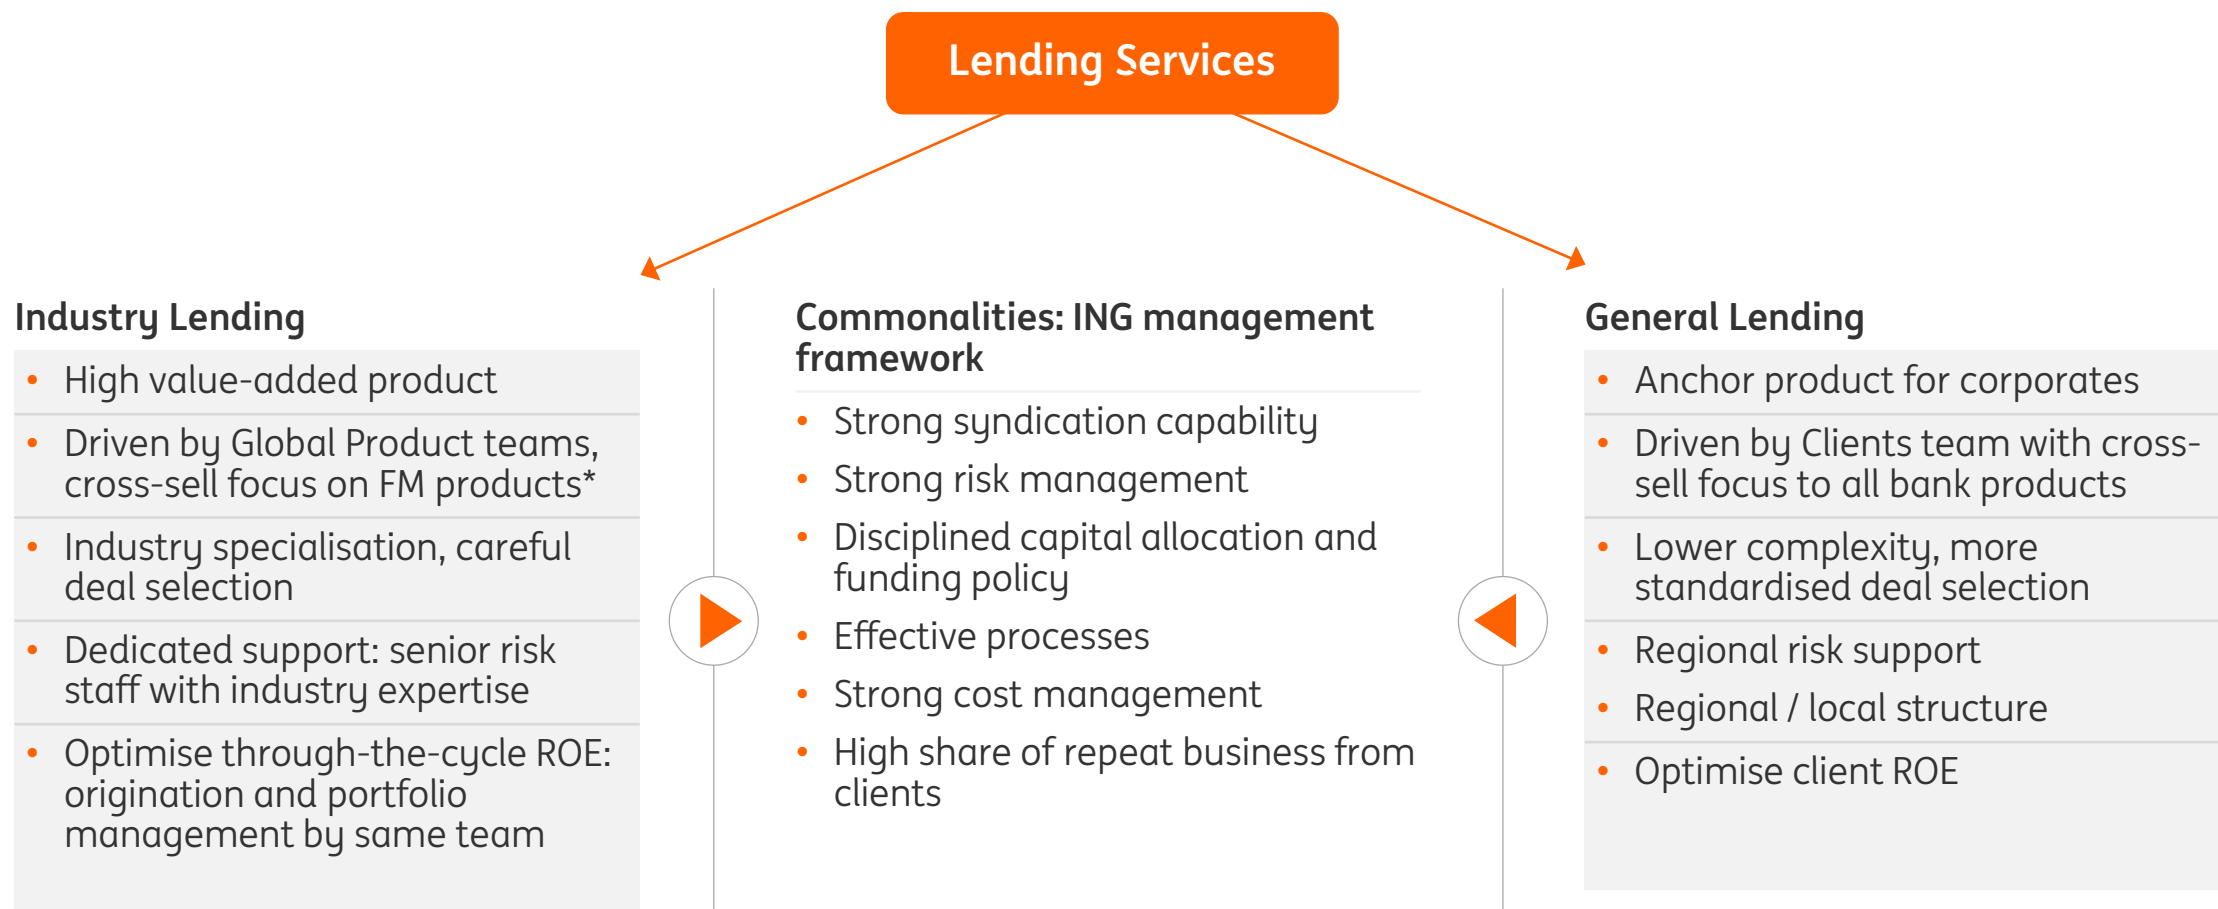 Lending Services
Industry Lending
• High value-added product
• Driven by Global Product teams,
cross-sell focus on FM products*
• Industry specialisation, careful
deal selection
• Dedicated support: senior risk
staff with industry expertise
• Optimise through-the-cycle ROE:
origination and portfolio
management by same team
Commonalities: ING management
framework
• Strong syndication capability
• Strong risk management
• Disciplined capital allocation and
funding policy
• Effective processes
• Strong cost management
• High share of repeat business from
clients
General Lending
• Anchor product for corporates
• Driven by Clients team with cross-
sell focus to all bank products
• Lower complexity, more
standardised deal selection
• Regional risk support
• Regional / local structure
• Optimise client ROE